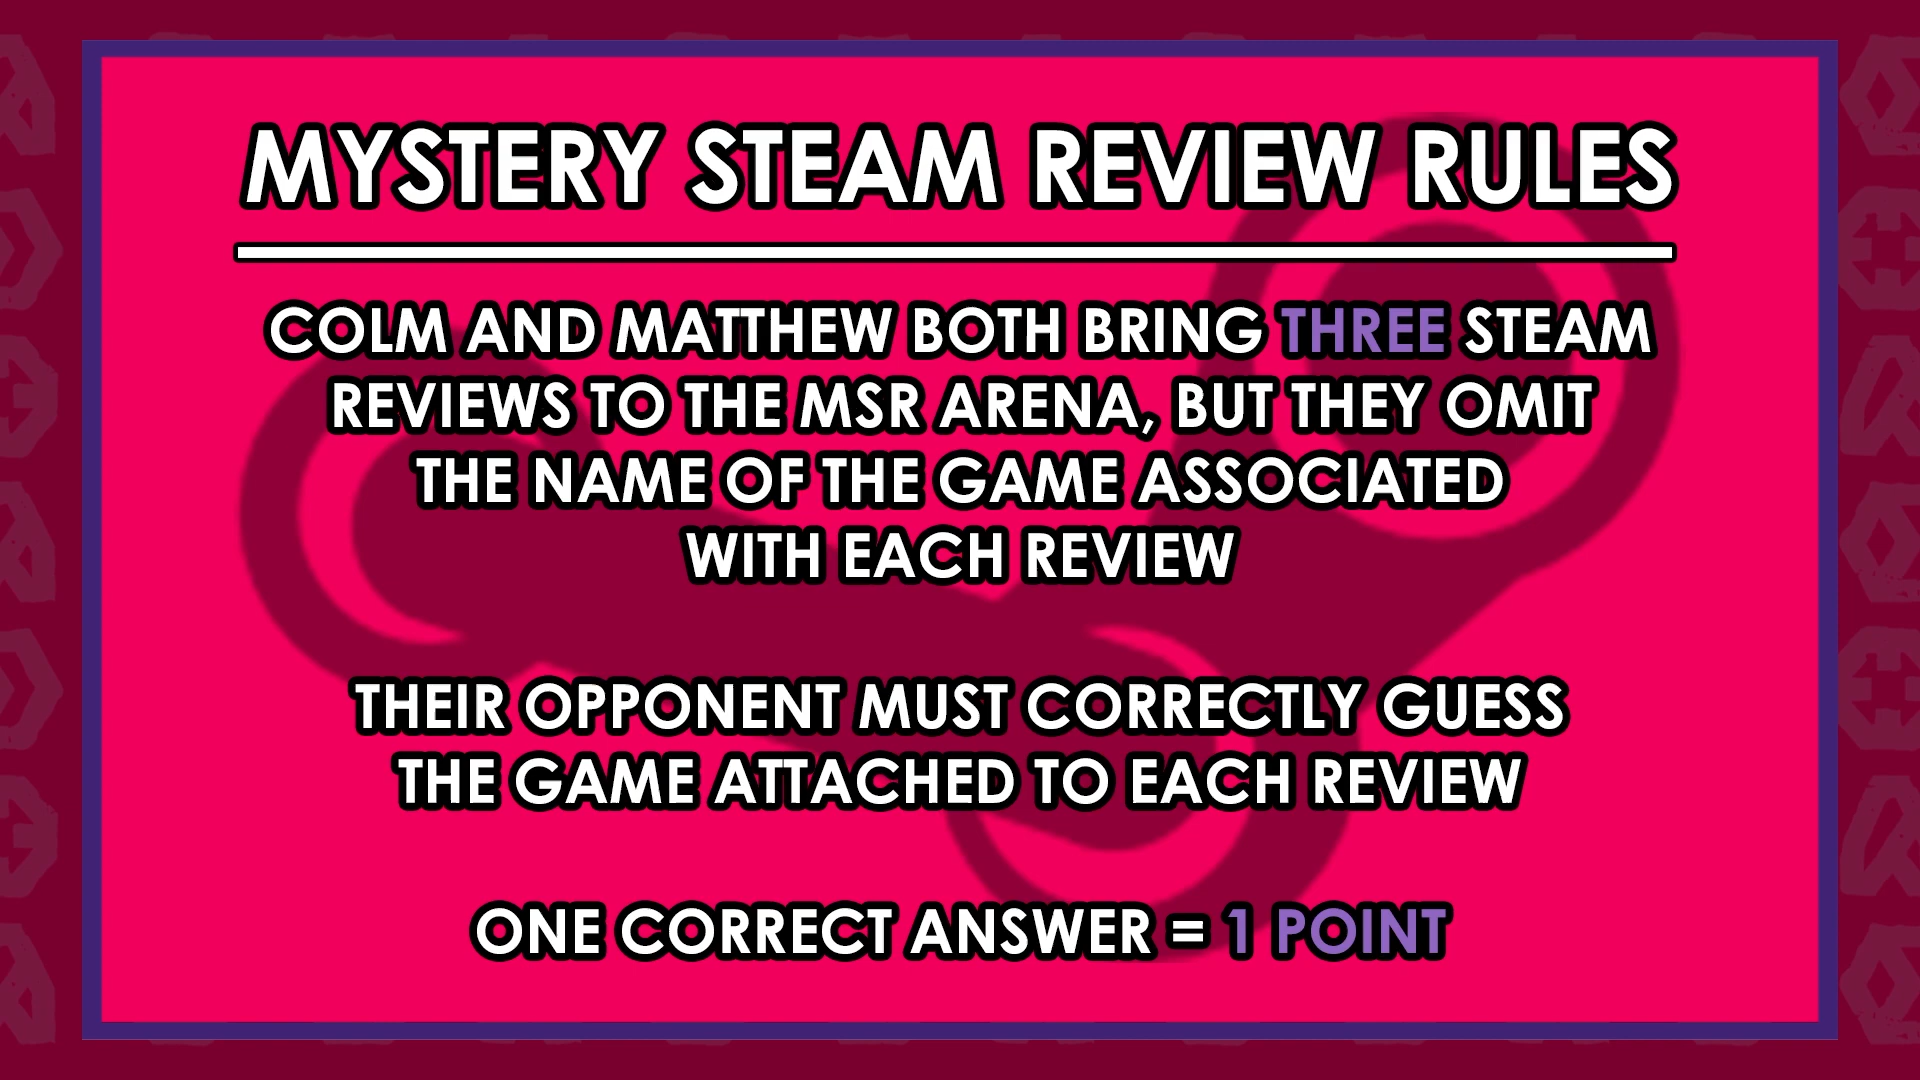 MYSTERY STEAM REVIEW RULES
COLM AND MATTHEW BOTH BRING THREE STEAM
REVIEWS TO THE MSR ARENA, BUT THEY OMIT
THE NAME OF THE GAME ASSOCIATED
WITH EACH REVIEW
THEIR OPPONENT MUST CORRECTLY GUESS
THE GAME ATTACHED TO EACH REVIEW
ONE CORRECT ANSWER = 1 POINT